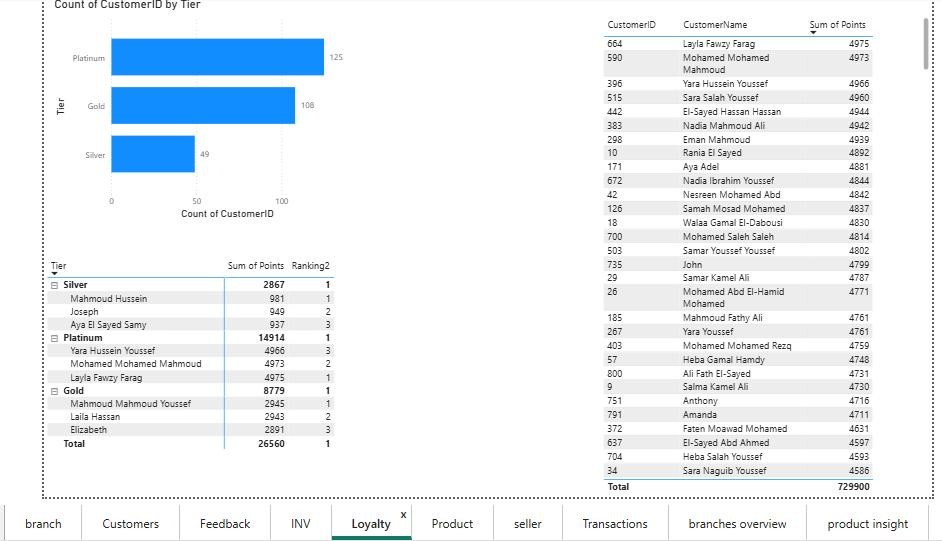 Count of CustomerID by Tier
Platinum 125
Gold 108
Silver 49
Tier
0 50 100
Count of CustomerID
Tier Sum of Points Ranking2
Silver 2867 1
Mahmoud Hussein 981 1
Joseph 949 2
Aya El Sayed Samy 937 3
Platinum 14914 1
Yara Hussein Youssef 4966 3
Mohamed Mohamed Mahmoud 4973 2
Layla Fawzy Farag 4975 1
Gold 8779 1
Mahmoud Mahmoud Youssef 2945 1
Laila Hassan 2943 2
Elizabeth 2891 3
Total 26560 1
CustomerID CustomerName Sum of Points
664 Layla Fawzy Farag 4975
590 Mohamed Mohamed 4973
Mahmoud
396 Yara Hussein Youssef 4966
515 Sara Salah Youssef 4960
442 El-Sayed Hassan Hassan 4944
383 Nadia Mahmoud Ali 4942
298 Eman Mahmoud 4939
10 Rania El Sayed 4892
171 Aya Adel 4881
672 Nadia Ibrahim Youssef 4844
42 Nesreen Mohamed Abd 4842
126 Samah Mosad Mohamed 4837
18 Walaa Gamal El-Dabousi 4830
700 Mohamed Saleh Saleh 4814
503 Samar Youssef Youssef 4802
735 John 4799
29 Samar Kamel Ali 4787
26 Mohamed Abd El-Hamid 4771
Mohamed
185 Mahmoud Fathy Ali 4761
267 Yara Youssef 4761
403 Mohamed Mohamed Rezq 4759
57 Heba Gamal Hamdy 4748
800 Ali Fath El-Sayed 4731
9 Salma Kamel Ali 4730
751 Anthony 4716
791 Amanda 4711
372 Faten Moawad Mohamed 4631
637 El-Sayed Abd Ahmed 4597
704 Heba Salah Youssef 4593
34 Sara Naguib Youssef 4586
Total 729900
branch Customers Feedback INV Loyalty x Product seller Transactions branches overview product insight